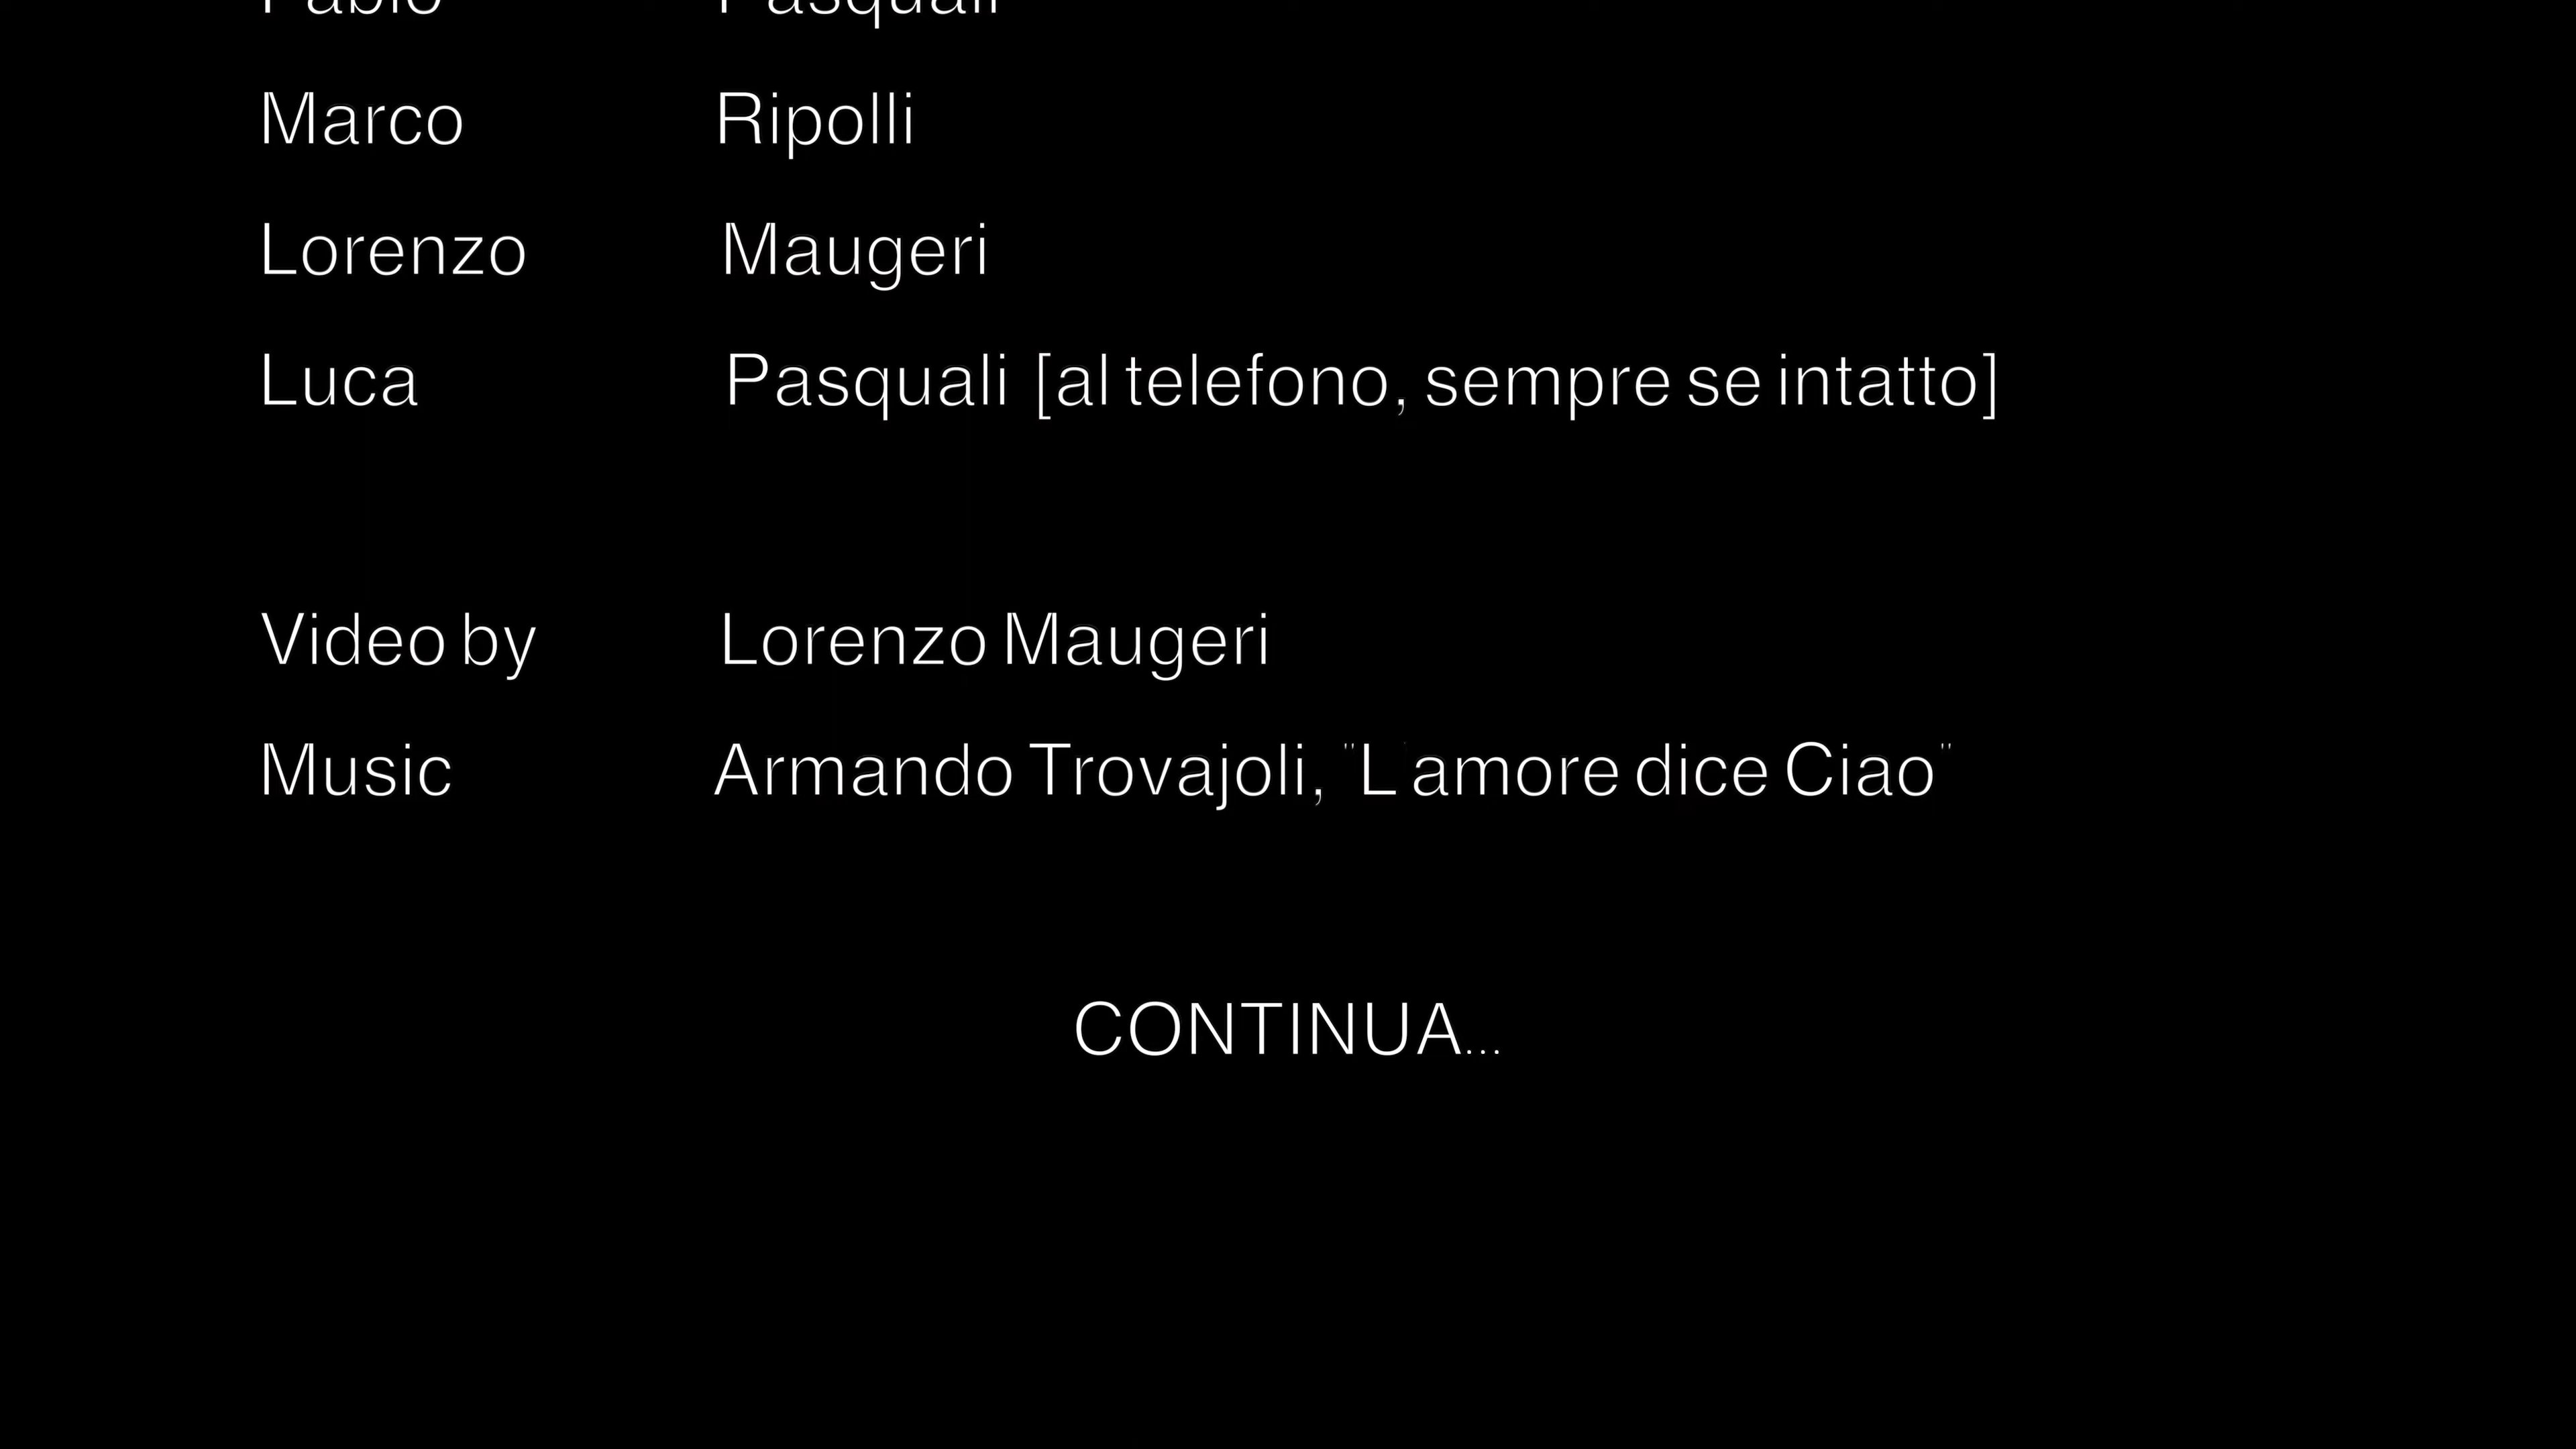 Pasquali
Marco Ripolli
Lorenzo Maugeri
Luca Pasquali [al telefono, sempre se intatto]
Video by Lorenzo Maugeri
Music Armando Trovajoli, "L'amore dice Ciao"
CONTINUA...